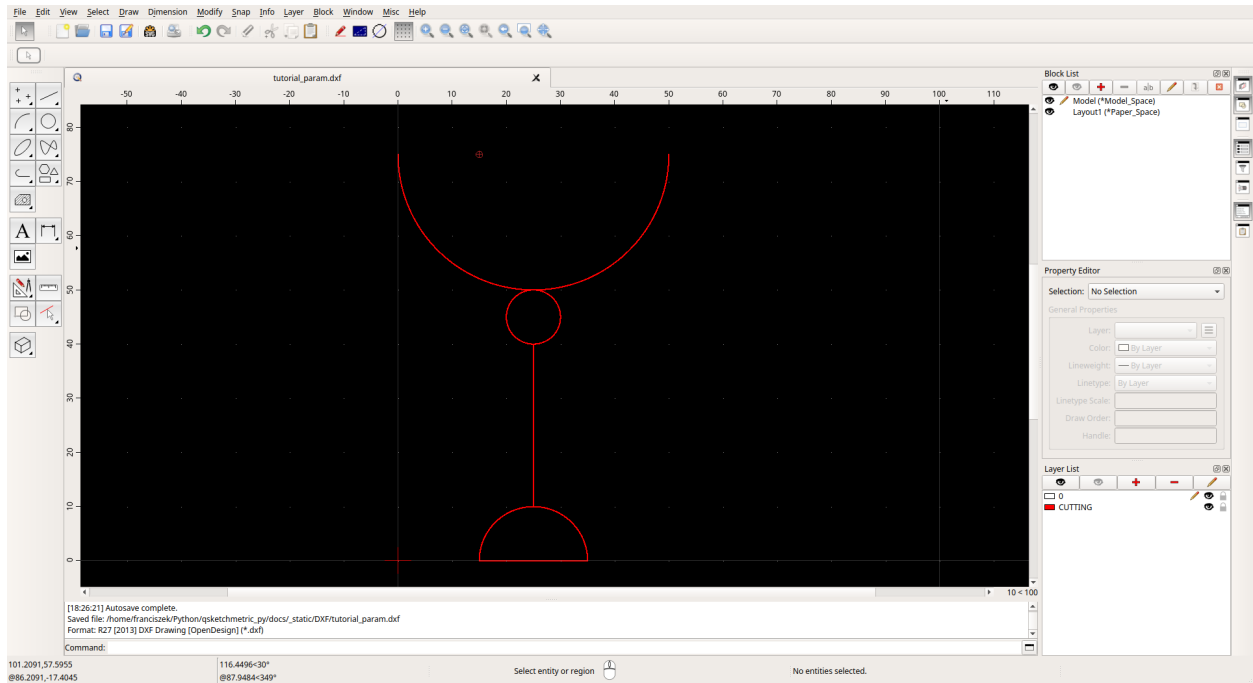 File Edit View Select Draw Dimension Modify Snap Info Layer Block Window Misc Help
tutorial_param.dxf
-50 -40 -30 -20 -10 0 10 20 30 40 50 60 70 80 90 100 110
80
70
60
50
40
30
20
10
0
A
10 < 100
[18:26:21] Autosave complete.
Saved file: /home/franciszek/Python/qsketchmetric_py/docs/_static/DXF/tutorial_param.dxf
Format: R27 [2013] DXF Drawing [OpenDesign] (*.dxf)
Command:
Block List
a|b
Model (*Model_Space)
Layout1 (*Paper_Space)
Property Editor
Selection: No Selection
General Properties
Layer:
Color: By Layer
Lineweight: By Layer
Linetype: By Layer
Linetype Scale:
Draw Order:
Handle:
Layer List
0
CUTTING
101.2091,57.5955
@86.2091,-17.4045
116.4496<30°
@87.9484<349°
Select entity or region
No entities selected.